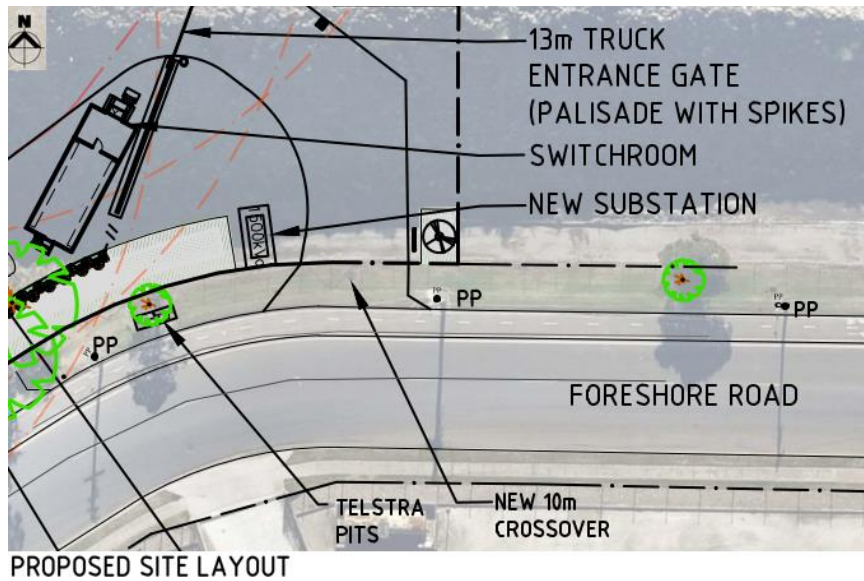 N
13m TRUCK
ENTRANCE GATE
(PALISADE WITH SPIKES)
SWITCHROOM
NEW SUBSTATION
PP
PP
PP
FORESHORE ROAD
TELSTRA
PITS
NEW 10m
CROSSOVER
PROPOSED SITE LAYOUT